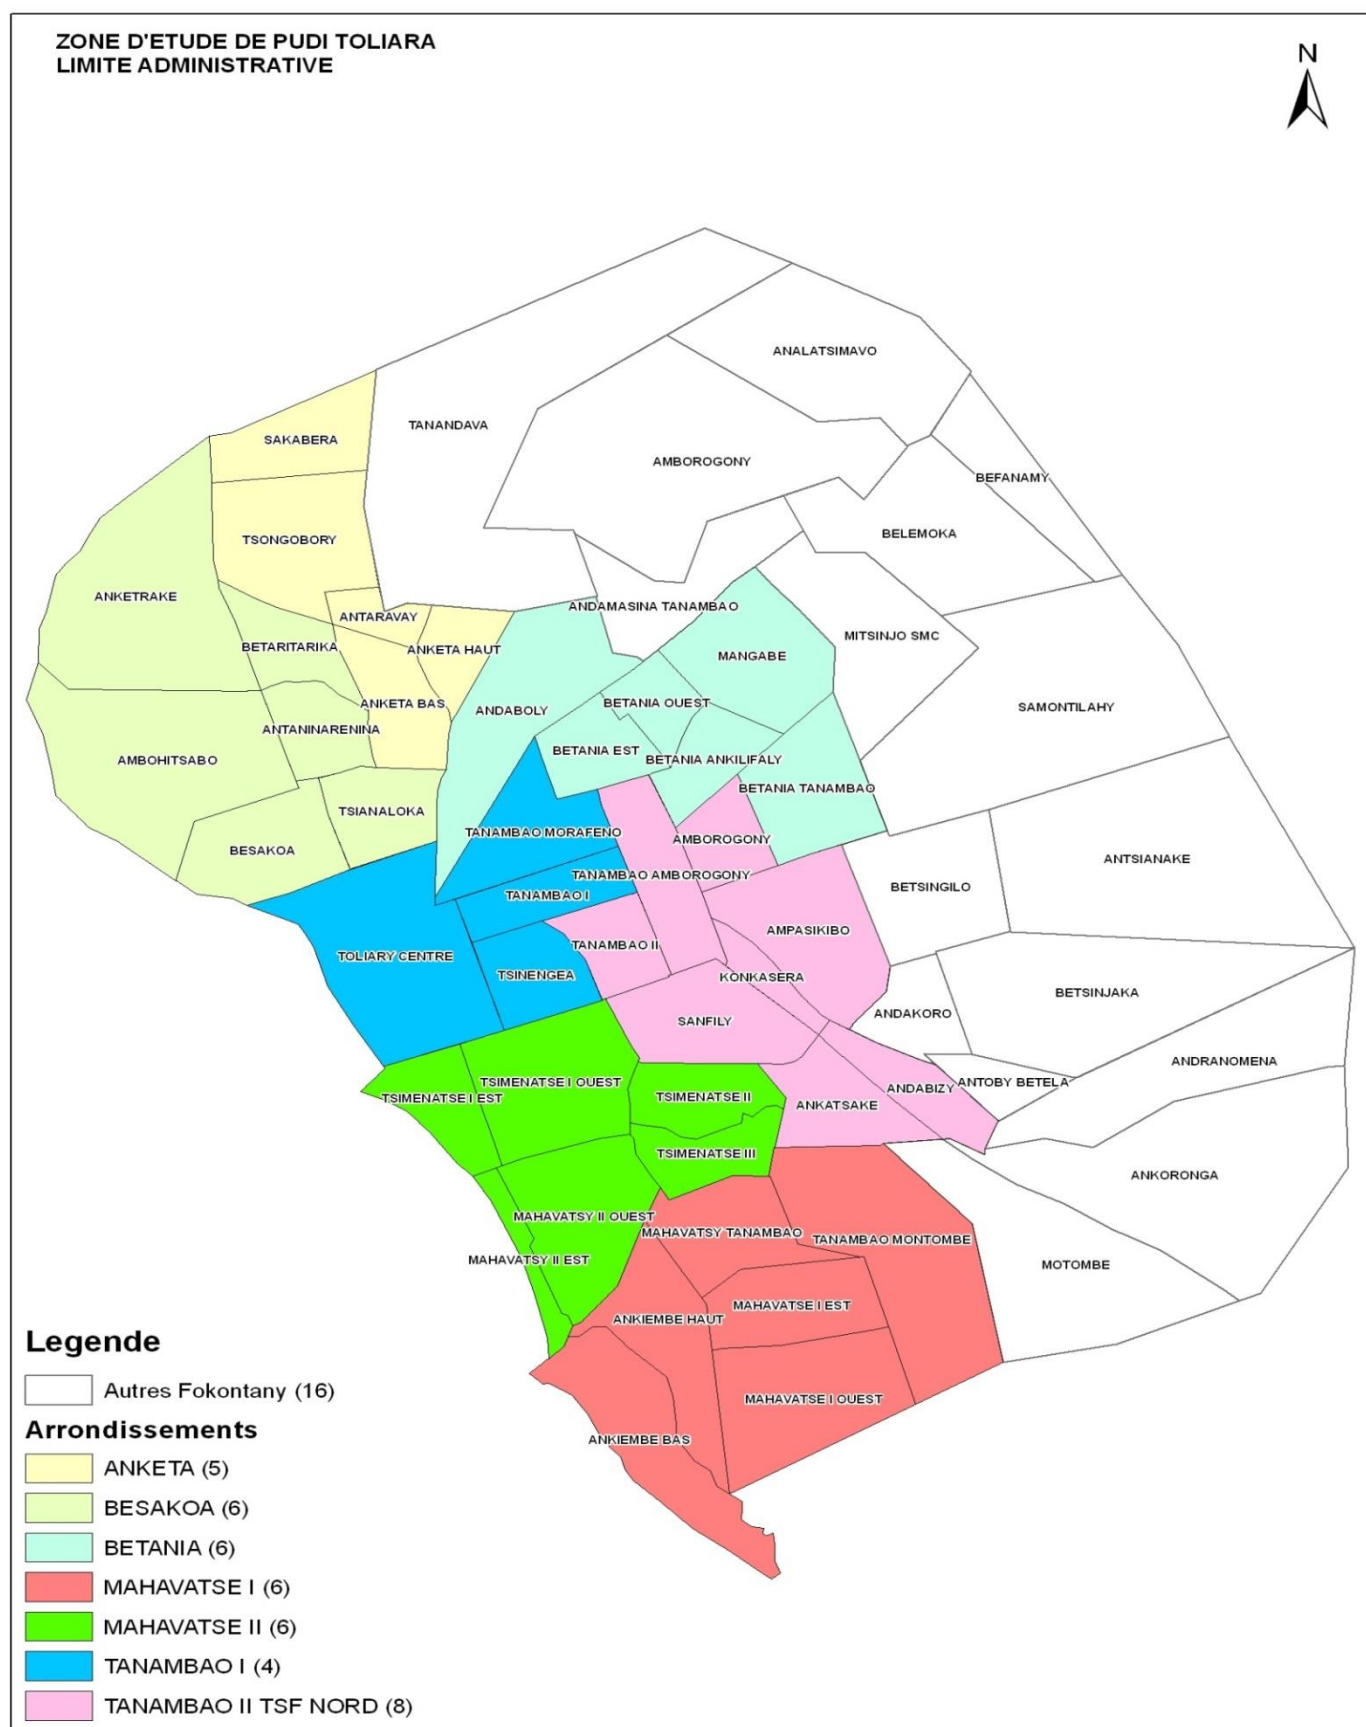 ZONE D'ETUDE DE PUDI TOLIARA
LIMITE ADMINISTRATIVE
N
ANALATSIMAVO
TANANDAVA
SAKABERA
AMBOROGONY
BEFANAMY
BELEMOKA
TSONGOBORY
ANKETRAKE
ANDAMASINA TANAMBAO
ANTARAVAY
MITSINJO SMC
BETARITARIKA
ANKETA HAUT
MANGABE
ANKETA BAS
BETANIA OUEST
SAMONTILAHY
ANDABOLY
ANTANINARENINA
BETANIA EST
AMBOHITSABO
BETANIA ANKILIFALY
BETANIA TANAMBAO
TSIANALOKA
TANAMBAO MORAFENO
AMBOROGONY
BESAKOA
ANTSIANAKE
TANAMBAO AMBOROGONY
BETSINGILO
TANAMBAO I
AMPASIKIBO
TANAMBAO II
TOLIARY CENTRE
TSINENGEA
KONKASERA
BETSINJAKA
ANDAKORO
SANFILY
ANDRANOMENA
TSIMENATSE I OUEST
ANTOBY BETELA
ANDABIZY
TSIMENATSE I EST
TSIMENATSE II
ANKATSAKE
TSIMENATSE III
ANKORONGA
MAHAVATSY II OUEST
MAHAVATSY TANAMBAO
TANAMBAO MONTOMBE
MAHAVATSY II EST
MOTOMBE
MAHAVATSE I EST
ANKIEMBE HAUT
MAHAVATSE I OUEST
ANKIEMBE BAS
Legende
Autres Fokontany (16)
Arrondissements
ANKETA (5)
BESAKOA (6)
BETANIA (6)
MAHAVATSE I (6)
MAHAVATSE II (6)
TANAMBAO I (4)
TANAMBAO II TSF NORD (8)